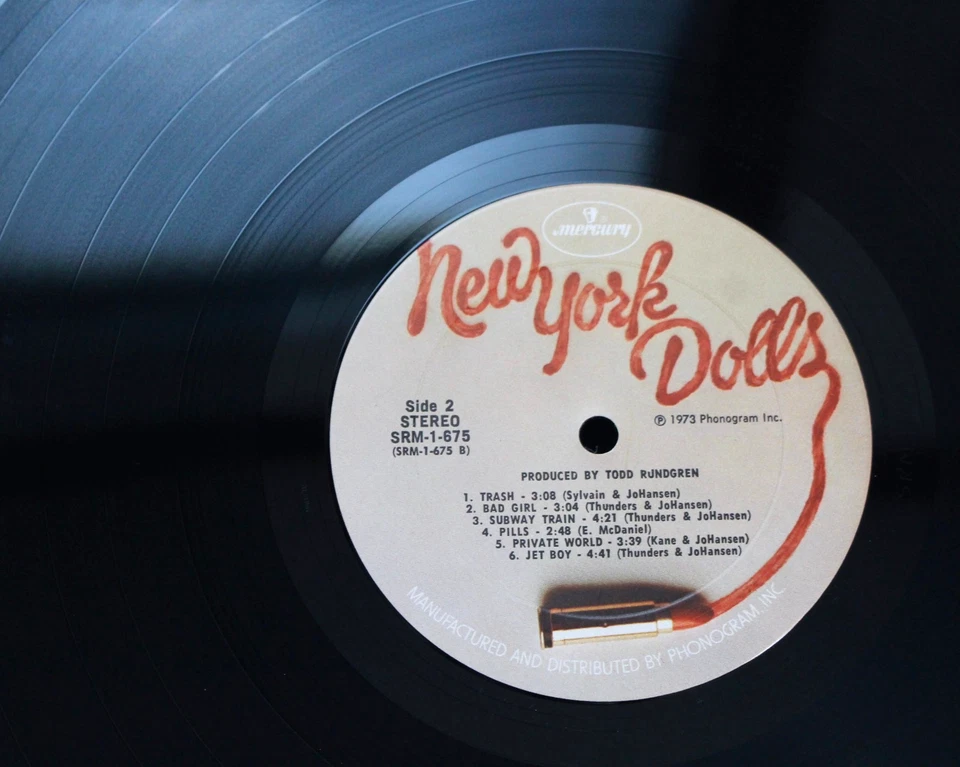 mercury
New York
Dolls
Side 2
STEREO
SRM-1-675
(SRM-1-675 B)
℗ 1973 Phonogram Inc.
PRODUCED BY TODD RUNDGREN
1. TRASH - 3:08 (Sylvain & JoHansen)
2. BAD GIRL - 3:04 (Thunders & JoHansen)
3. SUBWAY TRAIN - 4:21 (Thunders & JoHansen)
4. PILLS - 2:48 (E. McDaniel)
5. PRIVATE WORLD - 3:39 (Kane & JoHansen)
6. JET BOY - 4:41 (Thunders & JoHansen)
MANUFACTURED AND DISTRIBUTED BY PHONOGRAM, INC